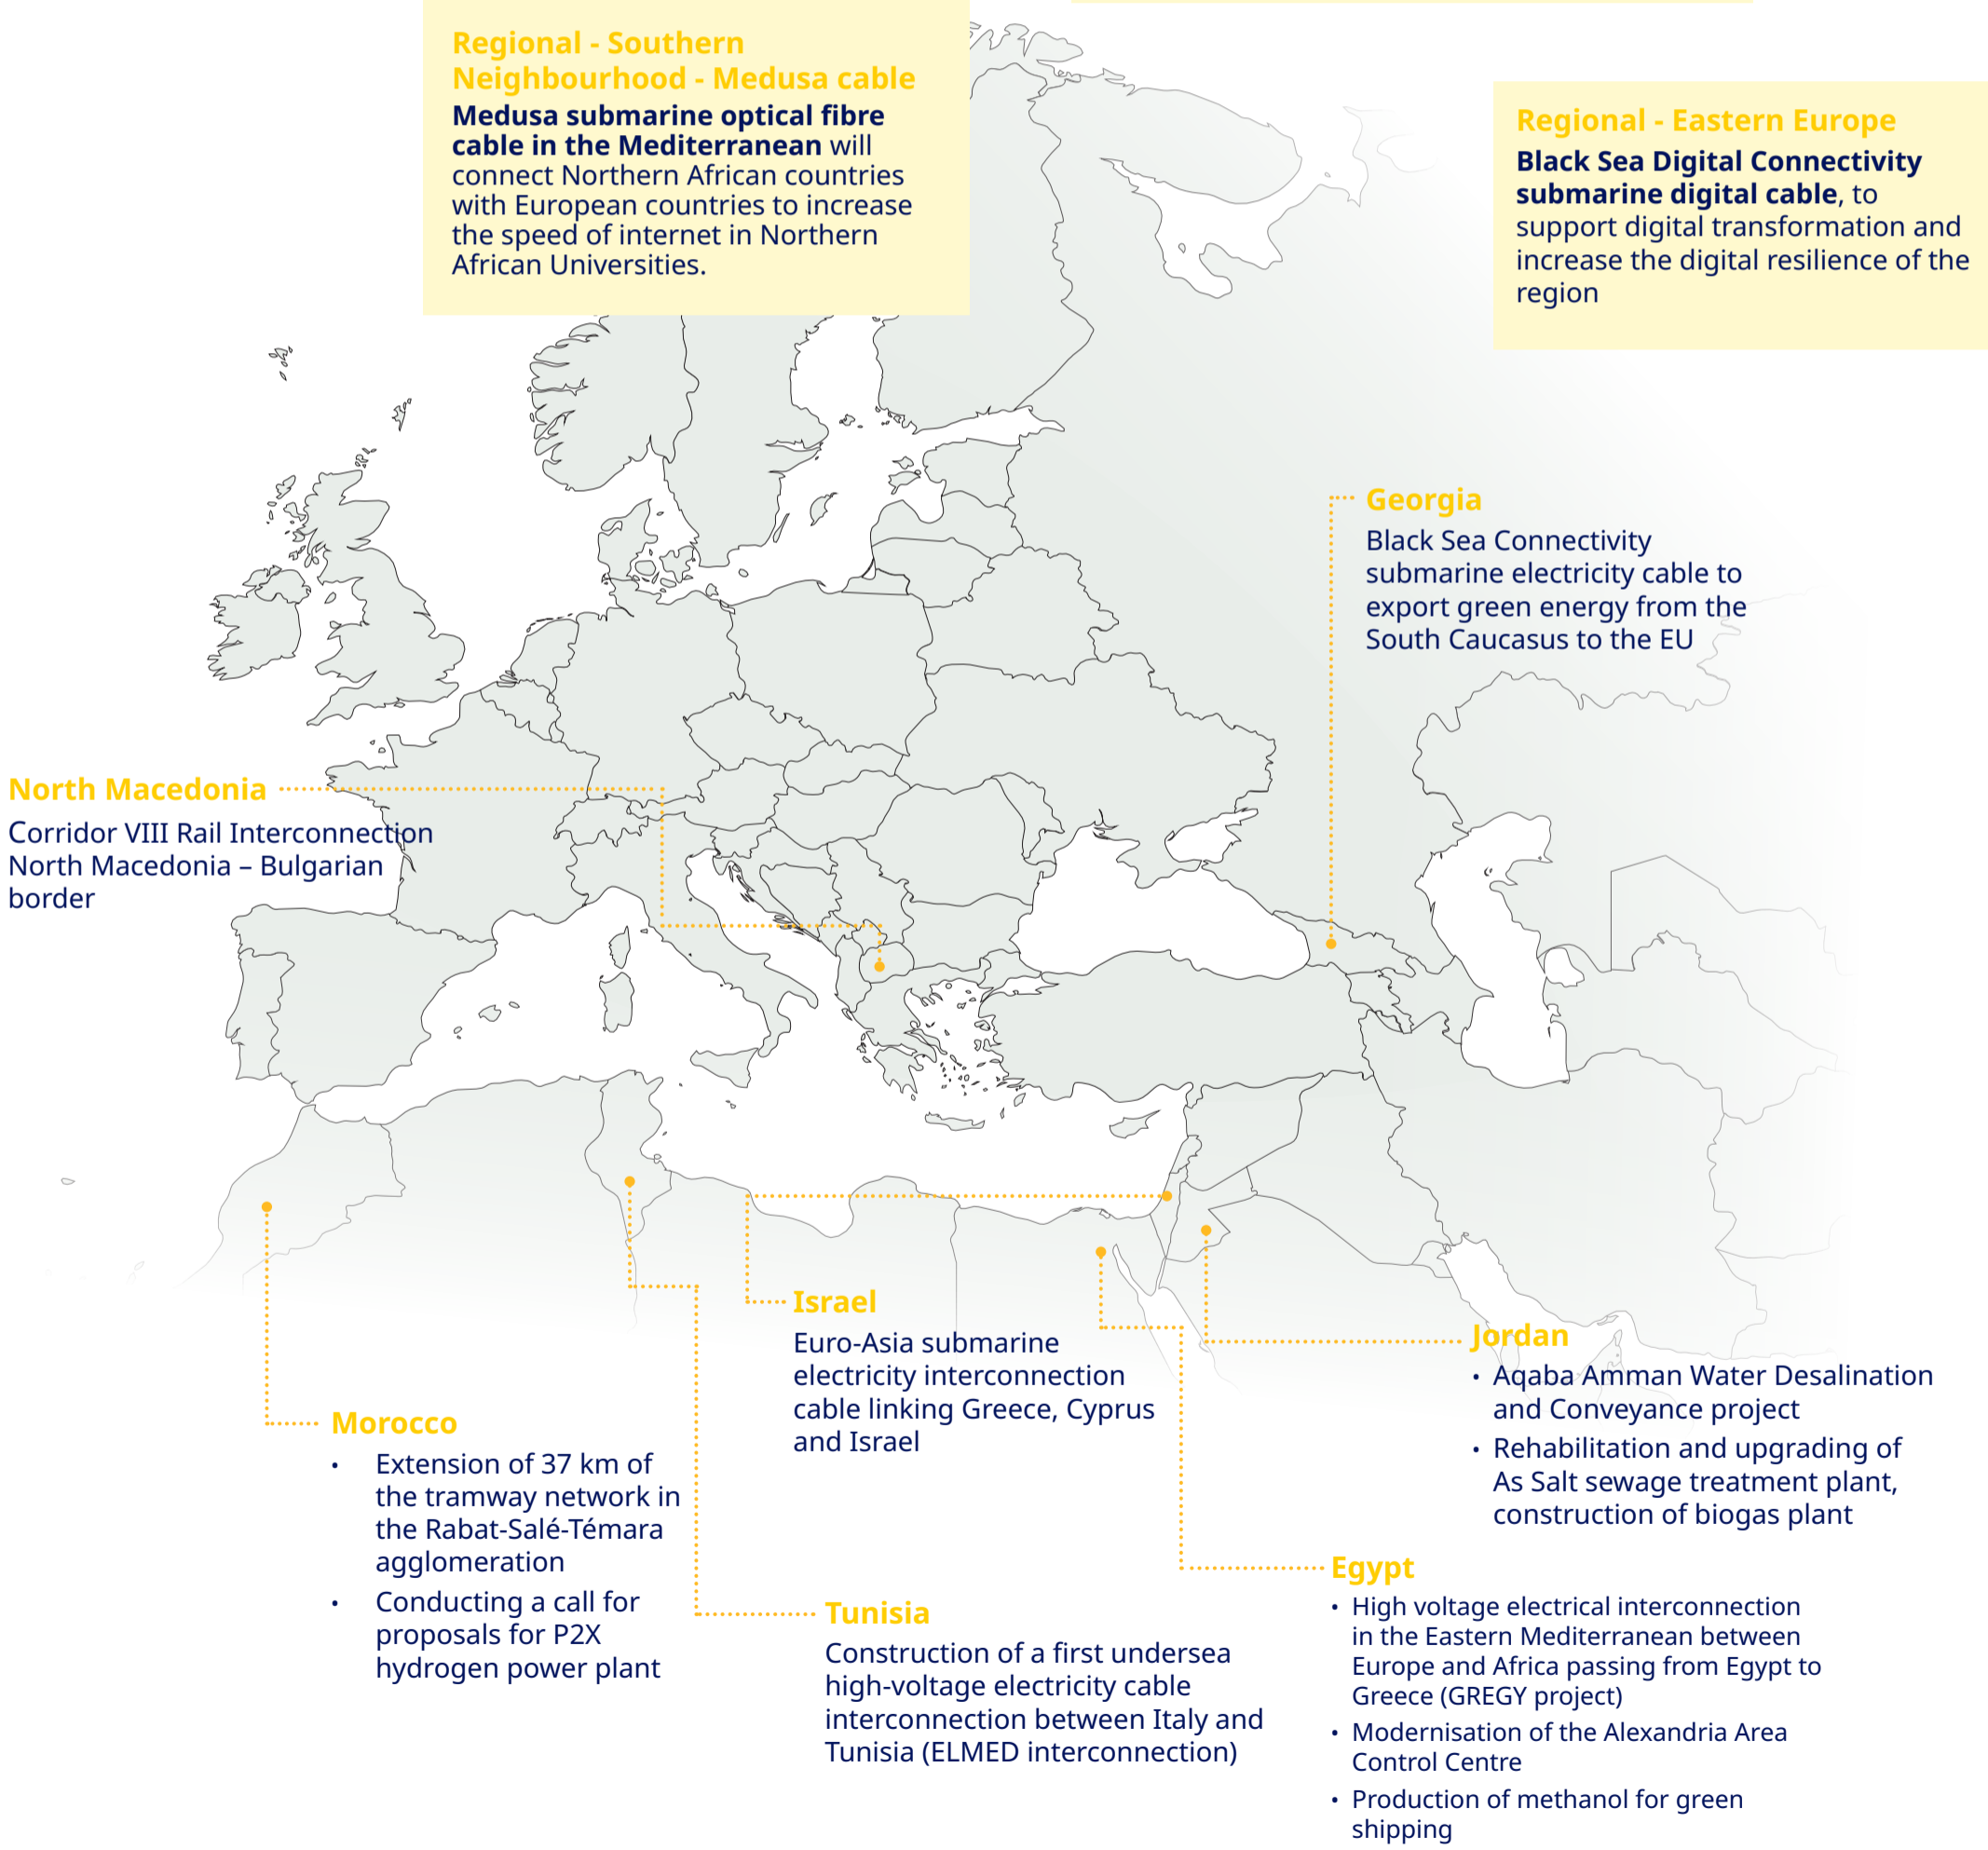 Regional - Southern
Neighbourhood - Medusa cable
Medusa submarine optical fibre
cable in the Mediterranean will
connect Northern African countries
with European countries to increase
the speed of internet in Northern
African Universities.
Regional - Eastern Europe
Black Sea Digital Connectivity
submarine digital cable, to
support digital transformation and
increase the digital resilience of the
region
Georgia
Black Sea Connectivity
submarine electricity cable to
export green energy from the
South Caucasus to the EU
North Macedonia
Corridor VIII Rail Interconnection
North Macedonia – Bulgarian
border
Israel
Euro-Asia submarine
electricity interconnection
cable linking Greece, Cyprus
and Israel
Jordan
• Aqaba Amman Water Desalination
and Conveyance project
• Rehabilitation and upgrading of
As Salt sewage treatment plant,
construction of biogas plant
Morocco
• Extension of 37 km of
the tramway network in
the Rabat-Salé-Témara
agglomeration
• Conducting a call for
proposals for P2X
hydrogen power plant
Tunisia
Construction of a first undersea
high-voltage electricity cable
interconnection between Italy and
Tunisia (ELMED interconnection)
Egypt
• High voltage electrical interconnection
in the Eastern Mediterranean between
Europe and Africa passing from Egypt to
Greece (GREGY project)
• Modernisation of the Alexandria Area
Control Centre
• Production of methanol for green
shipping